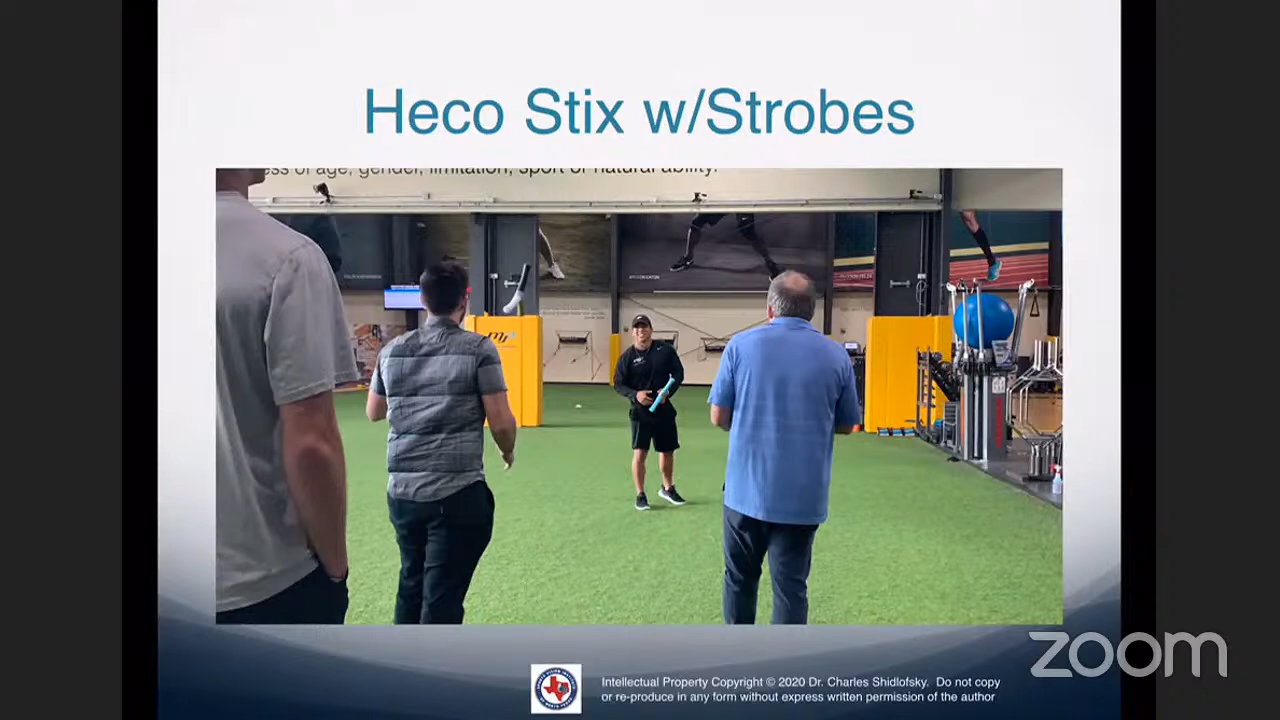 Heco Stix w/Strobes
ess of age, gender, limitation, sport or natural ability.
zoom
Intellectual Property Copyright © 2020 Dr. Charles Shidlofsky. Do not copy
or re-produce in any form without express written permission of the author